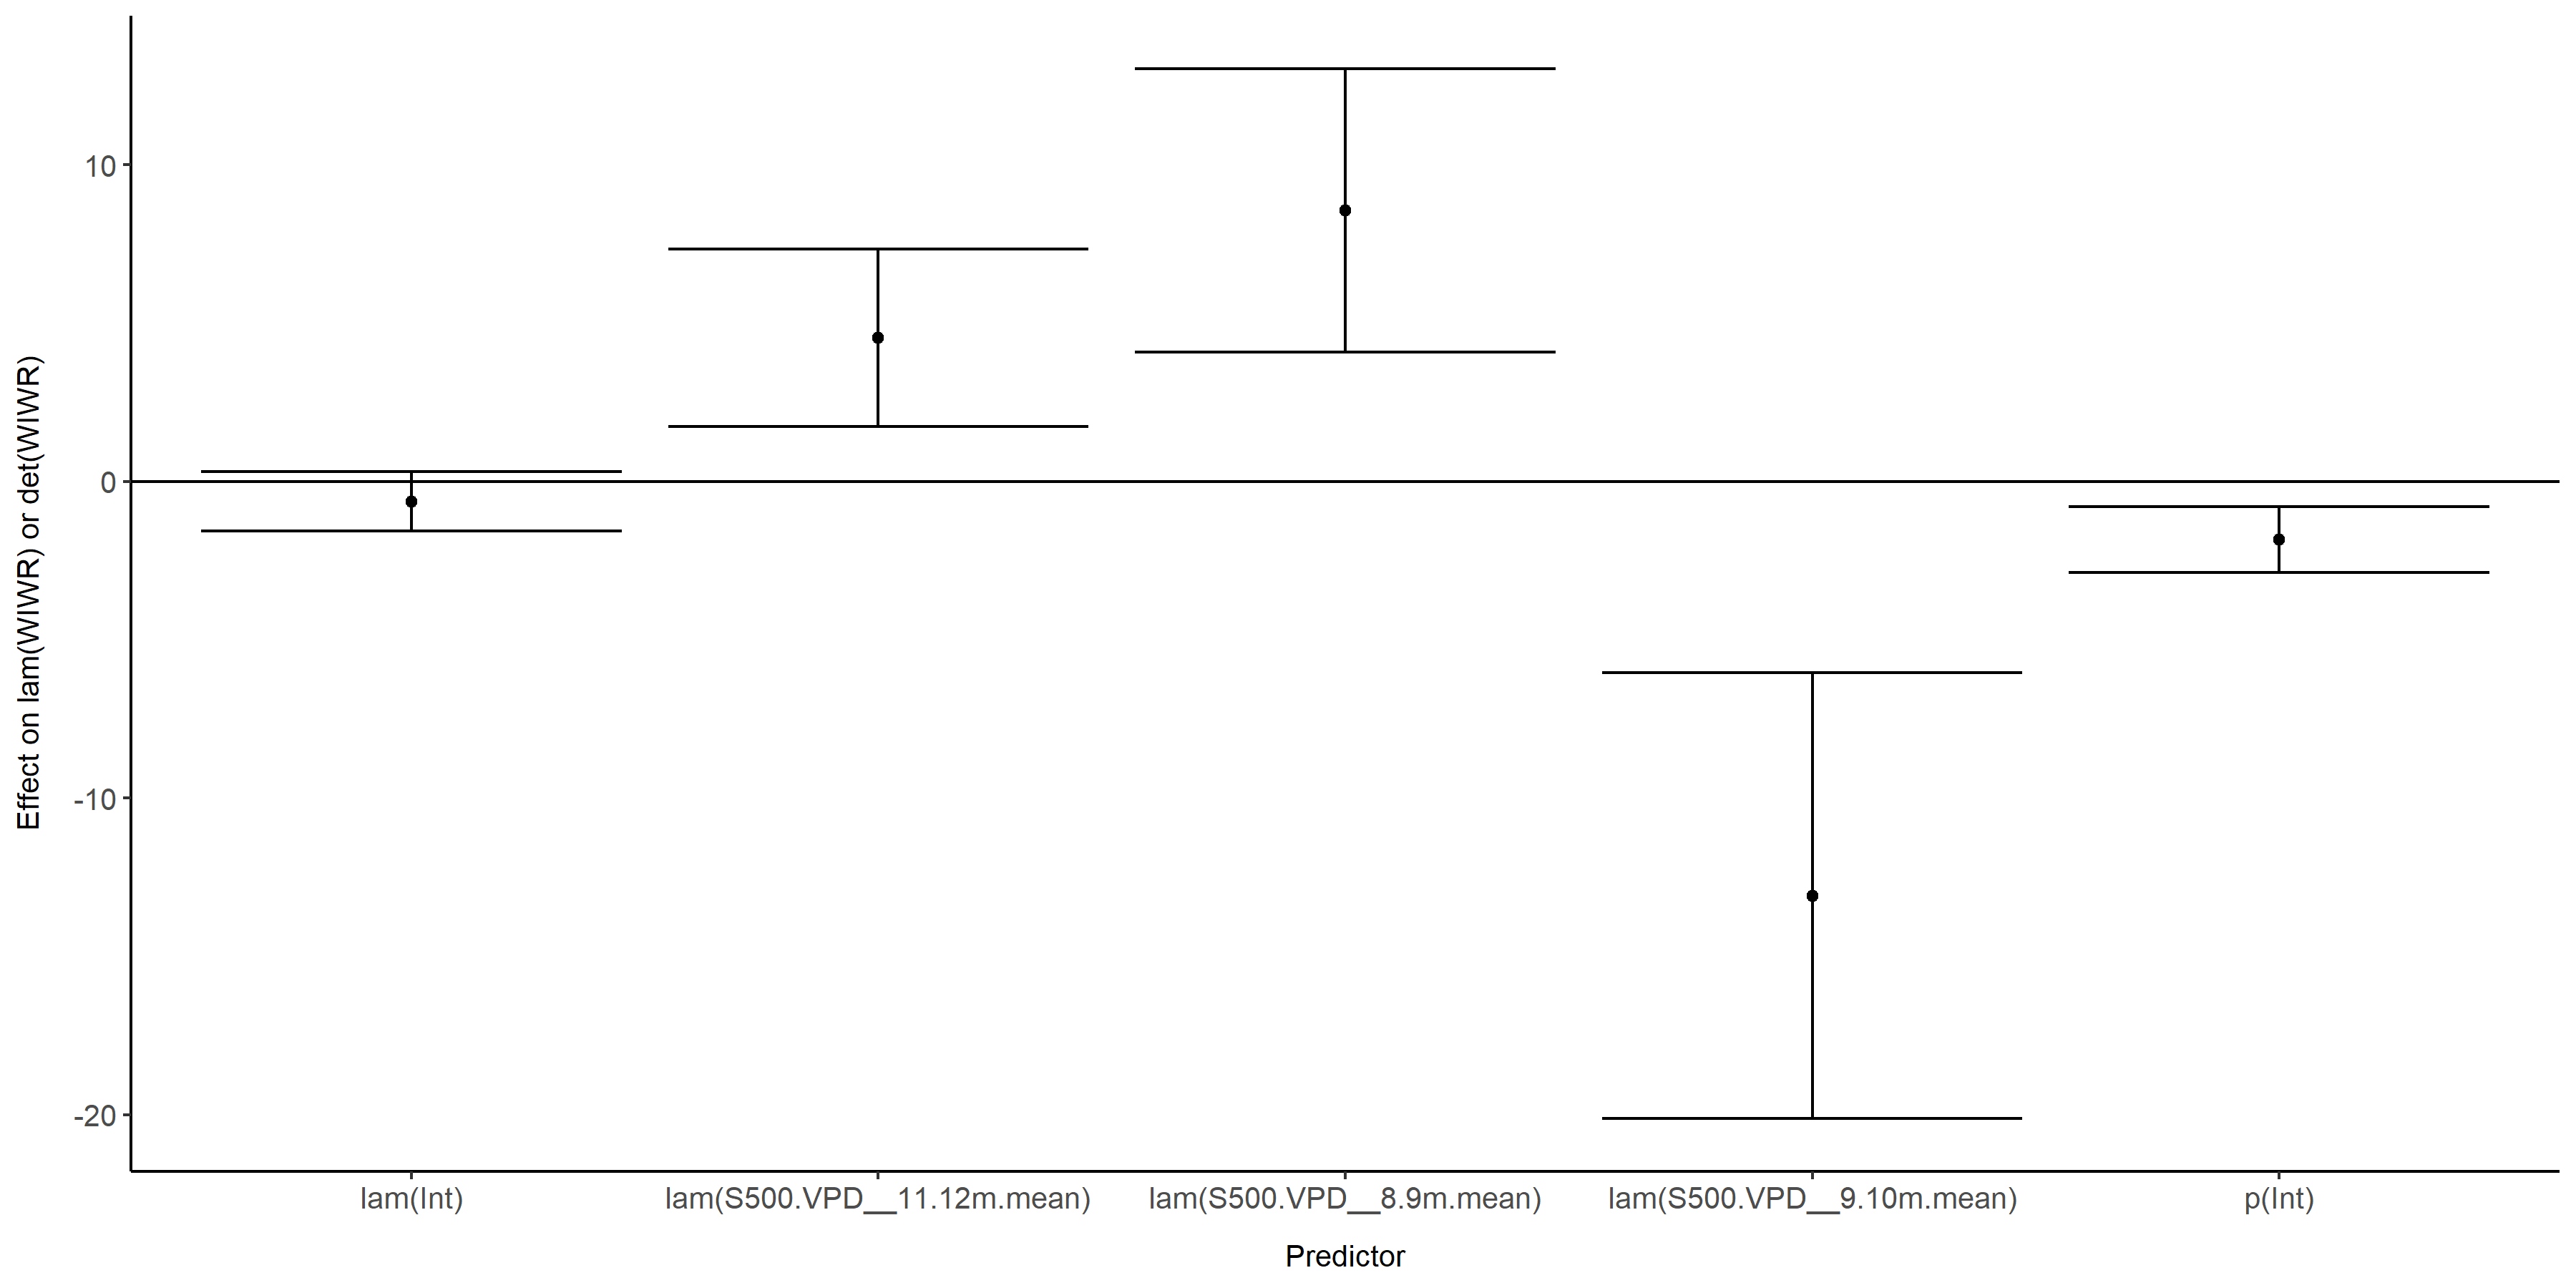 Effect on lam(WIWR) or det(WIWR)
10
0
-10
-20
lam(Int) lam(S500.VPD__11.12m.mean) lam(S500.VPD__8.9m.mean) lam(S500.VPD__9.10m.mean) p(Int)
Predictor